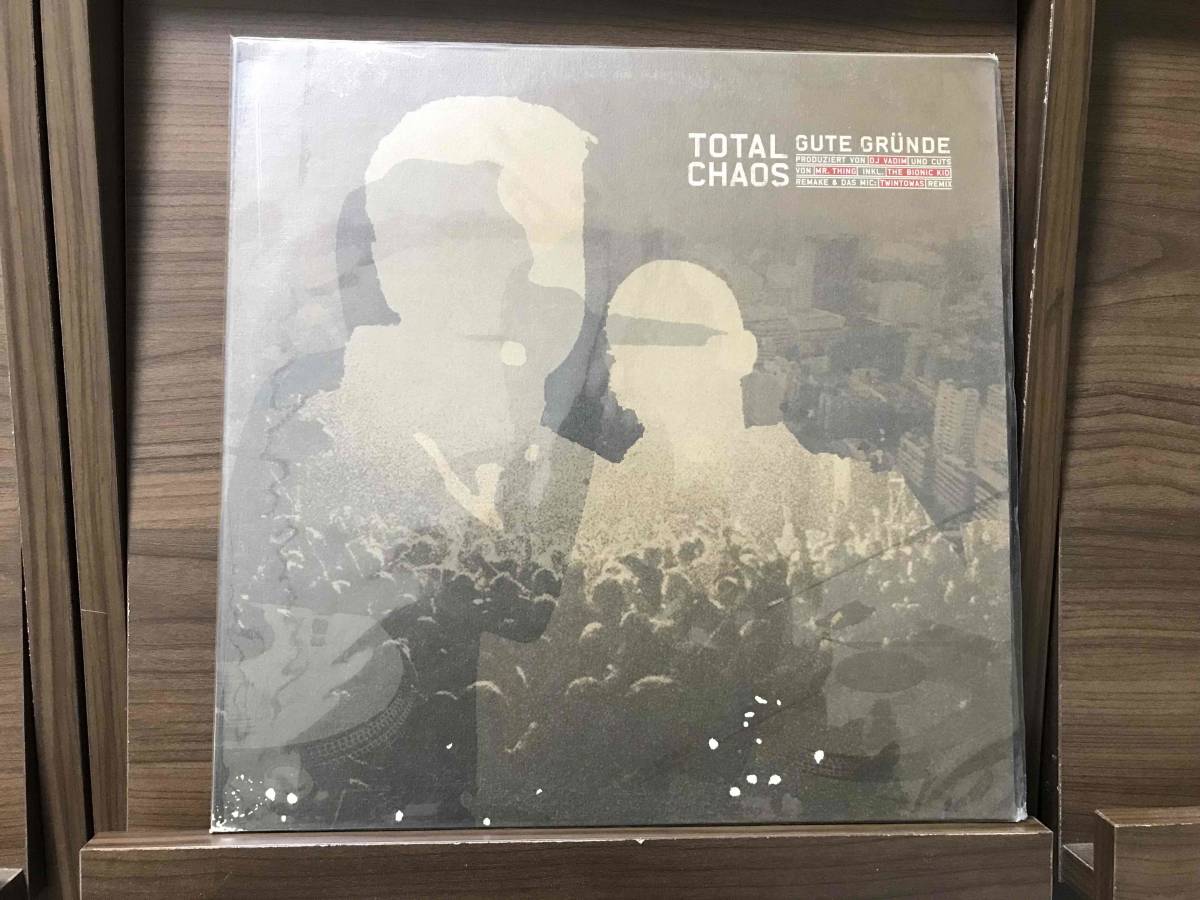 TOTAL CHAOS
GUTE GRÜNDE
PRODUZIERT VON DJ VADIM UND CUTS
VON MR. THING INKL. THE BIONIC KID
REMAKE & DAS MIC: TWINTOWAS REMIX